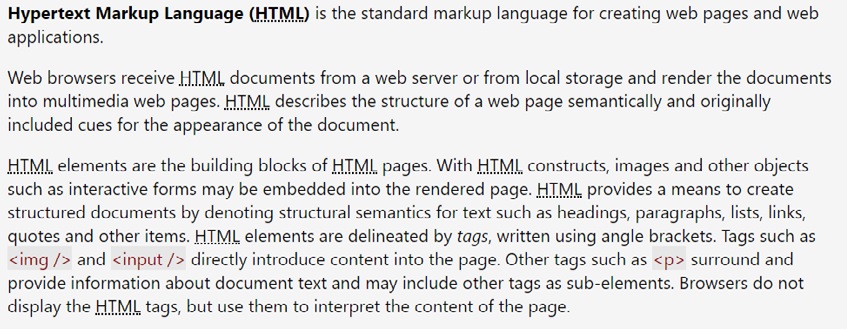 Hypertext Markup Language (HTML) is the standard markup language for creating web pages and web
applications.
Web browsers receive HTML documents from a web server or from local storage and render the documents
into multimedia web pages. HTML describes the structure of a web page semantically and originally
included cues for the appearance of the document.
HTML elements are the building blocks of HTML pages. With HTML constructs, images and other objects
such as interactive forms may be embedded into the rendered page. HTML provides a means to create
structured documents by denoting structural semantics for text such as headings, paragraphs, lists, links,
quotes and other items. HTML elements are delineated by tags, written using angle brackets. Tags such as
<img /> and <input /> directly introduce content into the page. Other tags such as <p> surround and
provide information about document text and may include other tags as sub-elements. Browsers do not
display the HTML tags, but use them to interpret the content of the page.